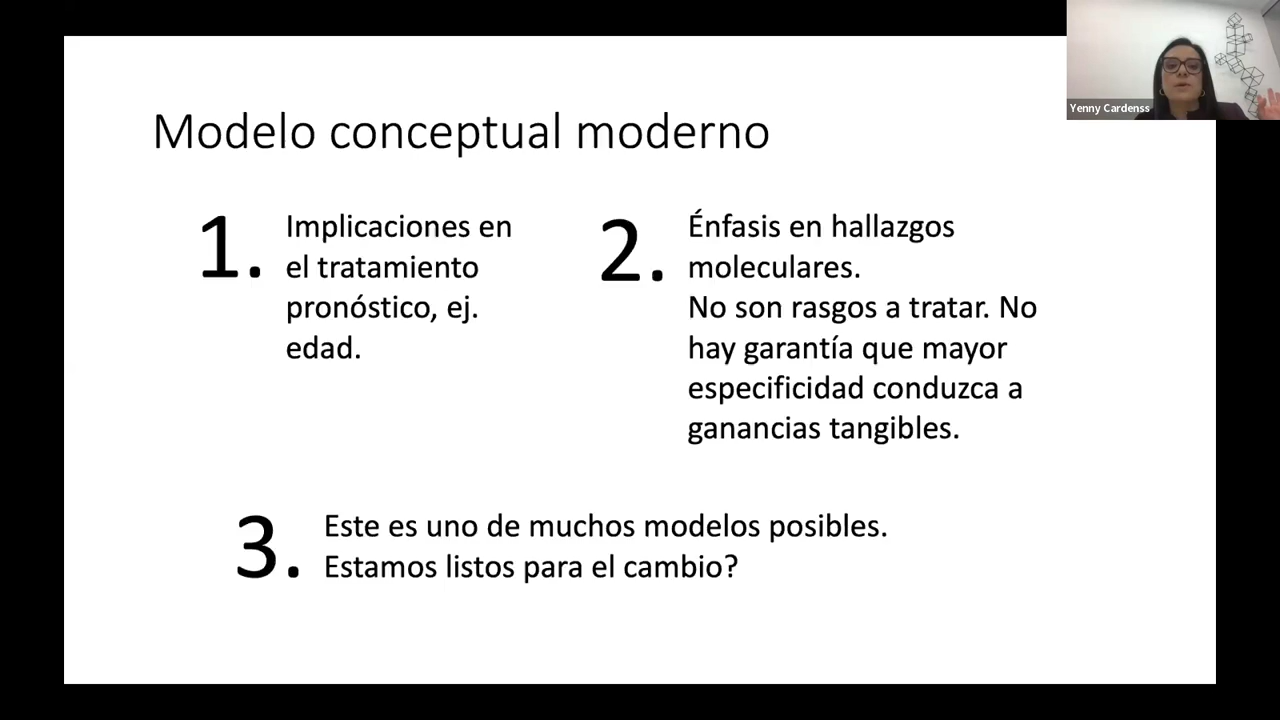 Yenny Cardenss
Modelo conceptual moderno
1.
Implicaciones en
el tratamiento
pronóstico, ej.
edad.
2.
Énfasis en hallazgos
moleculares.
No son rasgos a tratar. No
hay garantía que mayor
especificidad conduzca a
ganancias tangibles.
3.
Este es uno de muchos modelos posibles.
Estamos listos para el cambio?